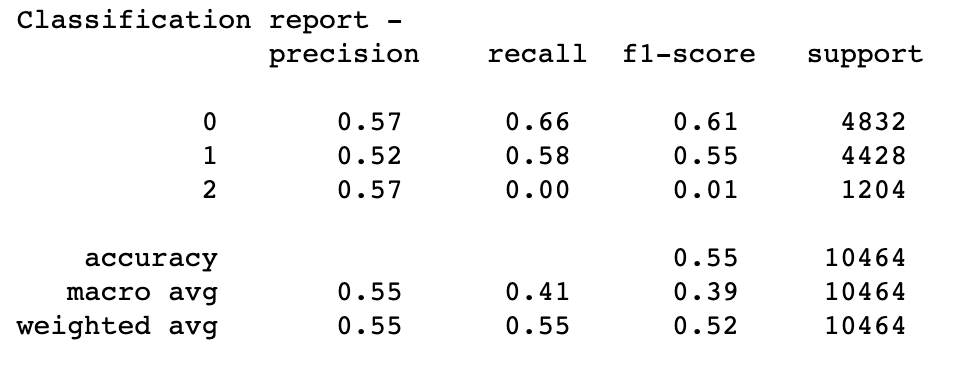 Classification report -
precision recall f1-score support
0 0.57 0.66 0.61 4832
1 0.52 0.58 0.55 4428
2 0.57 0.00 0.01 1204
accuracy 0.55 10464
macro avg 0.55 0.41 0.39 10464
weighted avg 0.55 0.55 0.52 10464